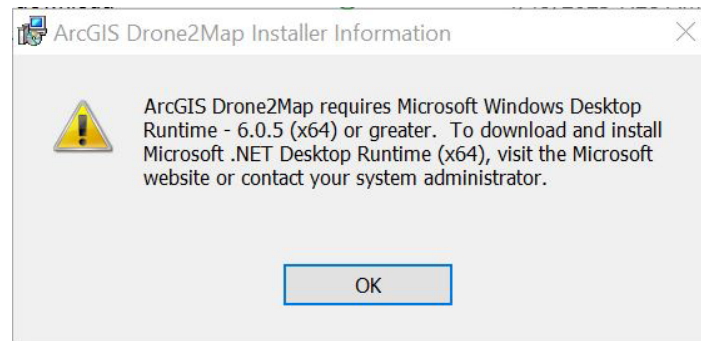 ArcGIS Drone2Map Installer Information
ArcGIS Drone2Map requires Microsoft Windows Desktop
Runtime - 6.0.5 (x64) or greater. To download and install
Microsoft .NET Desktop Runtime (x64), visit the Microsoft
website or contact your system administrator.
OK